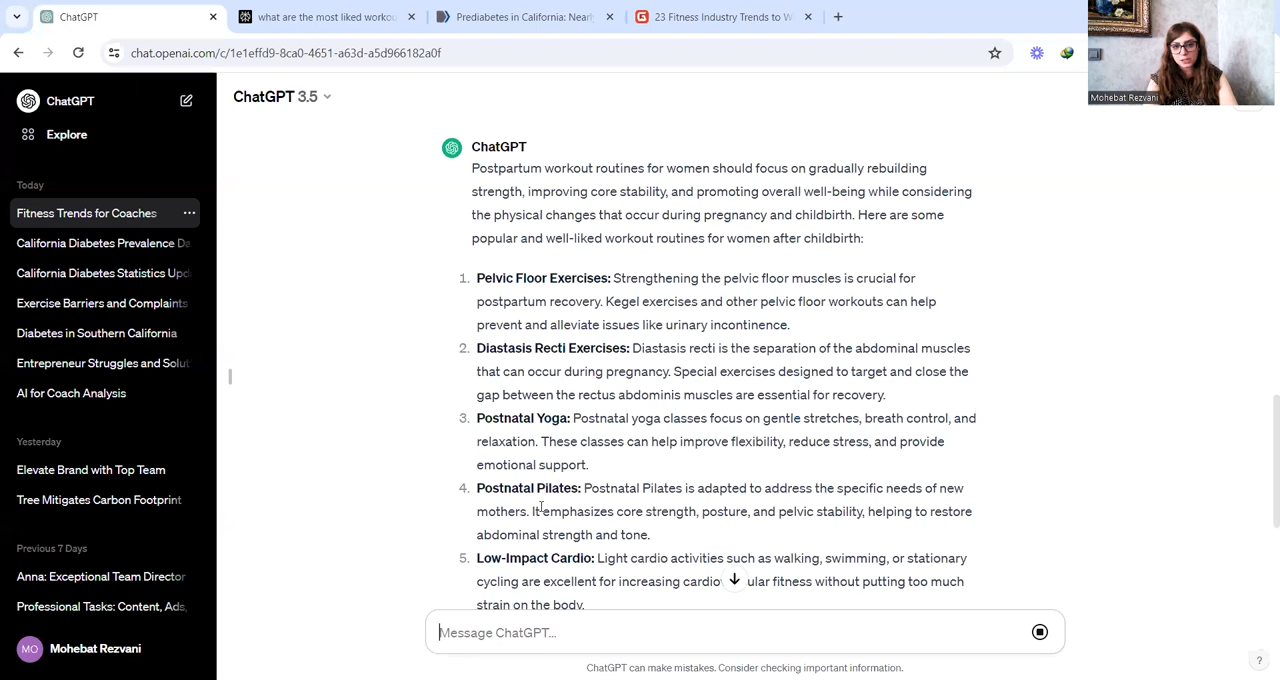 ChatGPT
what are the most liked workou
Prediabetes in California: Nearl
23 Fitness Industry Trends to W
chat.openai.com/c/1e1effd9-8ca0-4651-a63d-a5d966182a0f
Mohebat Rezvani
ChatGPT
Explore
Today
Fitness Trends for Coaches
California Diabetes Prevalence Da
California Diabetes Statistics Upd
Exercise Barriers and Complaints
Diabetes in Southern California
Entrepreneur Struggles and Solut
AI for Coach Analysis
Yesterday
Elevate Brand with Top Team
Tree Mitigates Carbon Footprint
Previous 7 Days
Anna: Exceptional Team Director
Professional Tasks: Content, Ads,
MO
Mohebat Rezvani
ChatGPT 3.5
ChatGPT
Postpartum workout routines for women should focus on gradually rebuilding
strength, improving core stability, and promoting overall well-being while considering
the physical changes that occur during pregnancy and childbirth. Here are some
popular and well-liked workout routines for women after childbirth:
1. Pelvic Floor Exercises: Strengthening the pelvic floor muscles is crucial for
postpartum recovery. Kegel exercises and other pelvic floor workouts can help
prevent and alleviate issues like urinary incontinence.
2. Diastasis Recti Exercises: Diastasis recti is the separation of the abdominal muscles
that can occur during pregnancy. Special exercises designed to target and close the
gap between the rectus abdominis muscles are essential for recovery.
3. Postnatal Yoga: Postnatal yoga classes focus on gentle stretches, breath control, and
relaxation. These classes can help improve flexibility, reduce stress, and provide
emotional support.
4. Postnatal Pilates: Postnatal Pilates is adapted to address the specific needs of new
mothers. It emphasizes core strength, posture, and pelvic stability, helping to restore
abdominal strength and tone.
5. Low-Impact Cardio: Light cardio activities such as walking, swimming, or stationary
cycling are excellent for increasing cardiovascular fitness without putting too much
strain on the body.
Message ChatGPT...
ChatGPT can make mistakes. Consider checking important information.
?